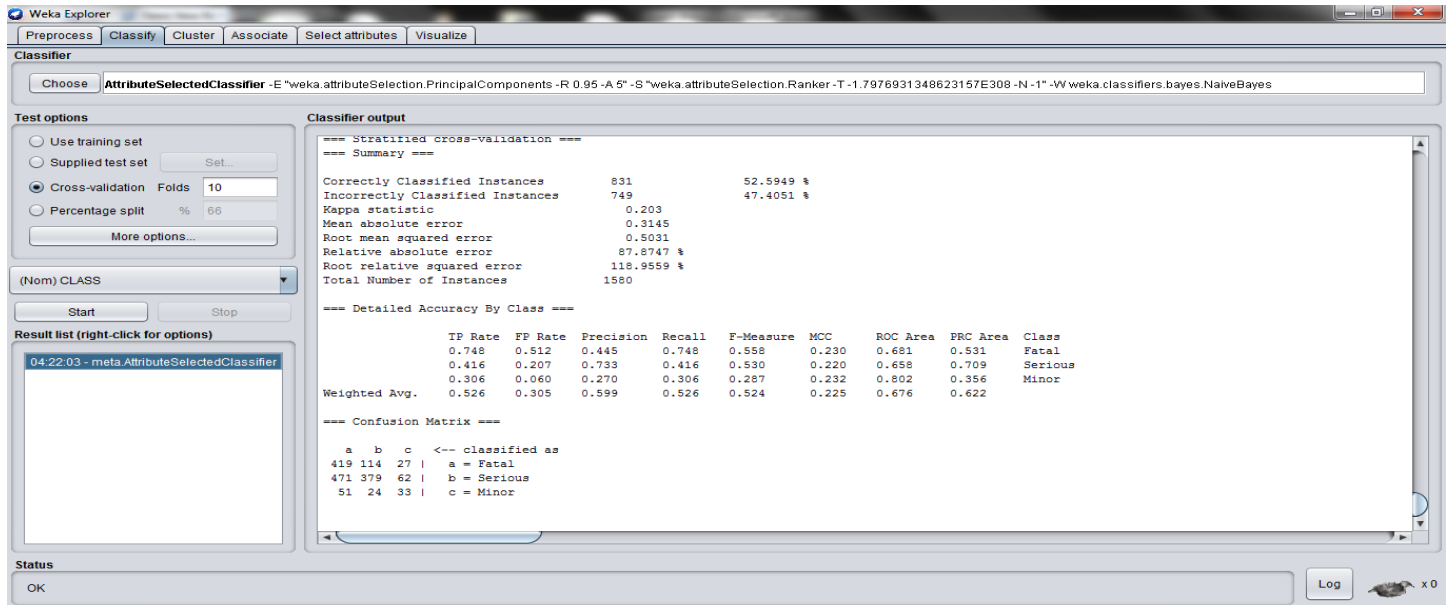 Weka Explorer
Preprocess Classify Cluster Associate Select attributes Visualize
Classifier
Choose AttributeSelectedClassifier -E "weka.attributeSelection.PrincipalComponents -R 0.95 -A 5" -S "weka.attributeSelection.Ranker -T -1.7976931348623157E308 -N -1" -W weka.classifiers.bayes.NaiveBayes
Test options
Use training set
Supplied test set Set...
Cross-validation Folds 10
Percentage split % 66
More options...
(Nom) CLASS
Start Stop
Result list (right-click for options)
04:22:03 - meta.AttributeSelectedClassifier
Classifier output
=== Stratified cross-validation ===
=== Summary ===
Correctly Classified Instances 831 52.5949 %
Incorrectly Classified Instances 749 47.4051 %
Kappa statistic 0.203
Mean absolute error 0.3145
Root mean squared error 0.5031
Relative absolute error 87.8747 %
Root relative squared error 118.9559 %
Total Number of Instances 1580
=== Detailed Accuracy By Class ===
TP Rate FP Rate Precision Recall F-Measure MCC ROC Area PRC Area Class
0.748 0.512 0.445 0.748 0.558 0.230 0.681 0.531 Fatal
0.416 0.207 0.733 0.416 0.530 0.220 0.658 0.709 Serious
0.306 0.060 0.270 0.306 0.287 0.232 0.802 0.356 Minor
Weighted Avg. 0.526 0.305 0.599 0.526 0.524 0.225 0.676 0.622
=== Confusion Matrix ===
a b c <-- classified as
419 114 27 | a = Fatal
471 379 62 | b = Serious
51 24 33 | c = Minor
Status
OK
Log
x 0